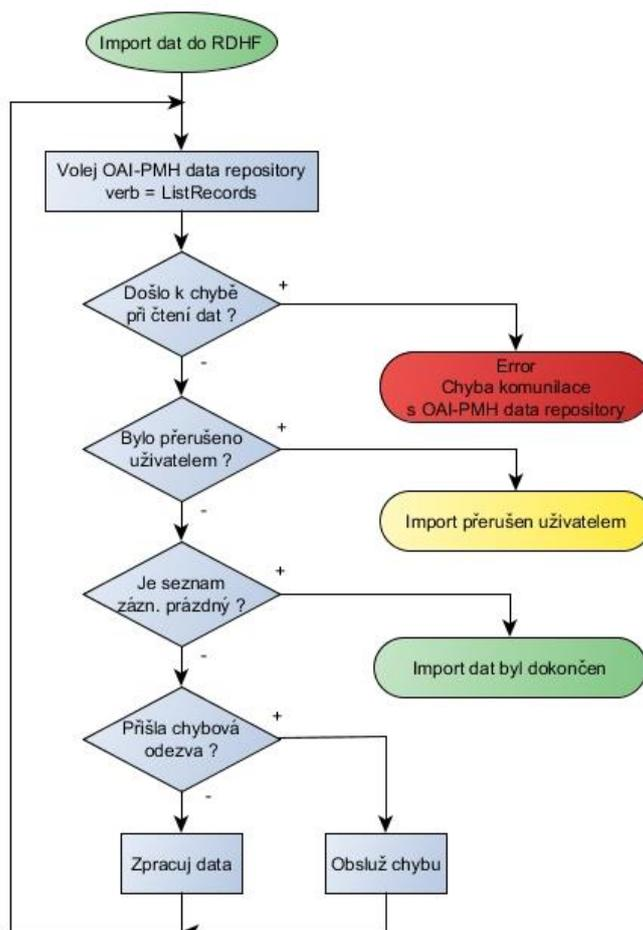 Import dat do RDHF
Volej OAI-PMH data repository
verb = ListRecords
Došlo k chybě
při čtení dat ?
+
-
Error
Chyba komunilace
s OAI-PMH data repository
Bylo přerušeno
uživatelem ?
+
-
Import přerušen uživatelem
Je seznam
zázn. prázdný ?
+
-
Import dat byl dokončen
Přišla chybová
odezva ?
+
-
Zpracuj data
Obsluž chybu